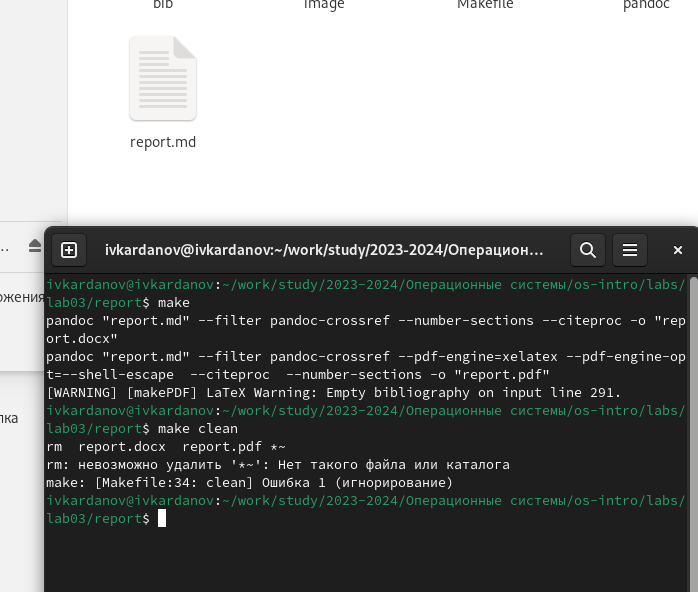 bib
image
Makefile
pandoc
report.md
...
ivkardanov@ivkardanov:~/work/study/2023-2024/Операцион...
ivkardanov@ivkardanov:~/work/study/2023-2024/Операционные системы/os-intro/labs/
lab03/report$ make
pandoc "report.md" --filter pandoc-crossref --number-sections --citeproc -o "rep
ort.docx"
pandoc "report.md" --filter pandoc-crossref --pdf-engine=xelatex --pdf-engine-op
t=--shell-escape  --citeproc  --number-sections -o "report.pdf"
[WARNING] [makePDF] LaTeX Warning: Empty bibliography on input line 291.
ivkardanov@ivkardanov:~/work/study/2023-2024/Операционные системы/os-intro/labs/
lab03/report$ make clean
rm  report.docx  report.pdf *~
rm: невозможно удалить '*~': Нет такого файла или каталога
make: [Makefile:34: clean] Ошибка 1 (игнорирование)
ivkardanov@ivkardanov:~/work/study/2023-2024/Операционные системы/os-intro/labs/
lab03/report$
ожения
лка